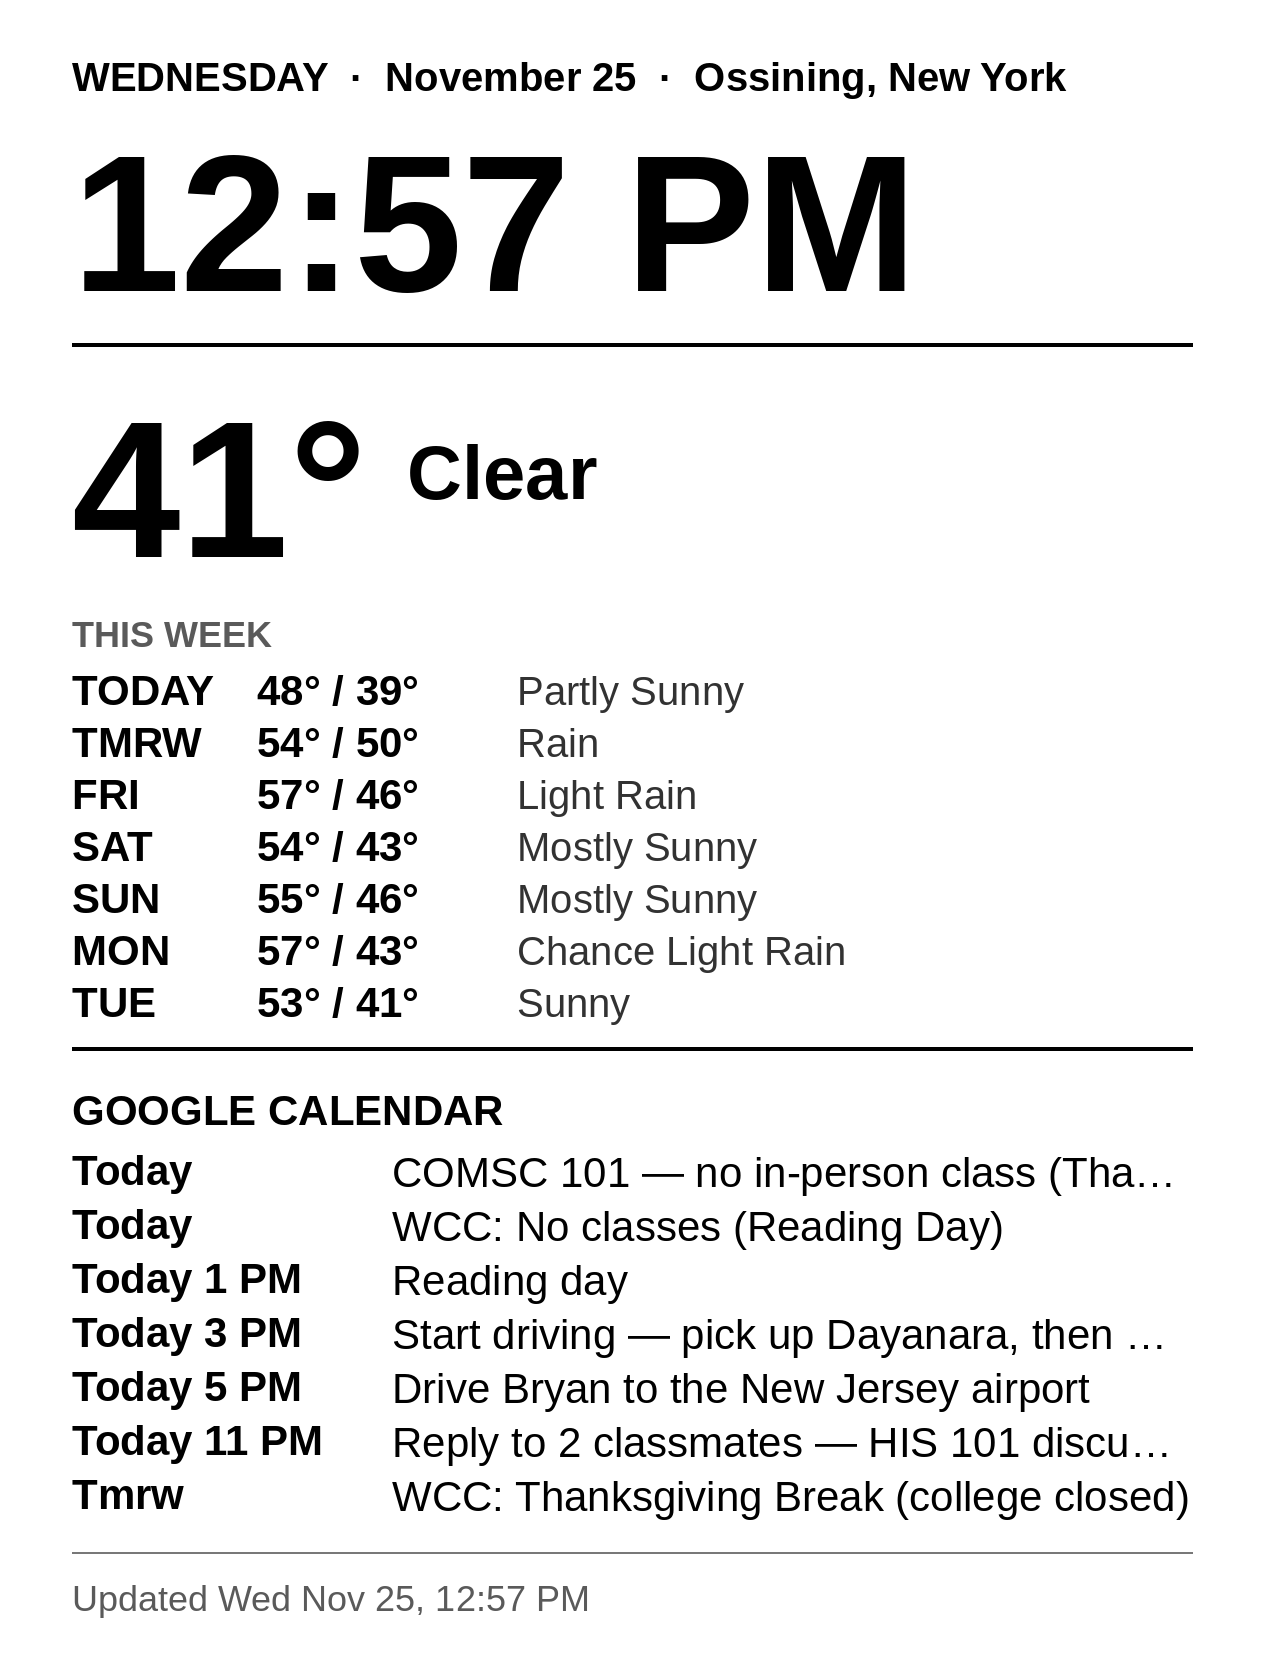 WEDNESDAY · November 25 · Ossining, New York
12:57 PM
41° Clear
THIS WEEK
TODAY 48° / 39° Partly Sunny
TMRW 54° / 50° Rain
FRI 57° / 46° Light Rain
SAT 54° / 43° Mostly Sunny
SUN 55° / 46° Mostly Sunny
MON 57° / 43° Chance Light Rain
TUE 53° / 41° Sunny
GOOGLE CALENDAR
Today COMSC 101 — no in-person class (Tha…
Today WCC: No classes (Reading Day)
Today 1 PM Reading day
Today 3 PM Start driving — pick up Dayanara, then …
Today 5 PM Drive Bryan to the New Jersey airport
Today 11 PM Reply to 2 classmates — HIS 101 discu…
Tmrw WCC: Thanksgiving Break (college closed)
Updated Wed Nov 25, 12:57 PM